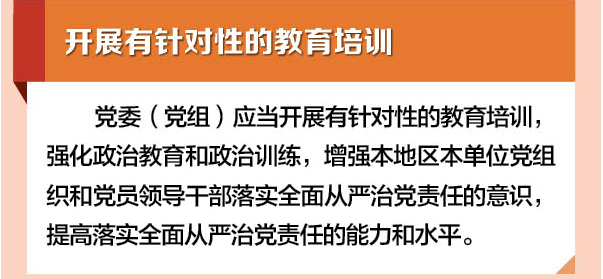 开展有针对性的教育培训
党委（党组）应当开展有针对性的教育培训，
强化政治教育和政治训练，增强本地区本单位党组
织和党员领导干部落实全面从严治党责任的意识，
提高落实全面从严治党责任的能力和水平。